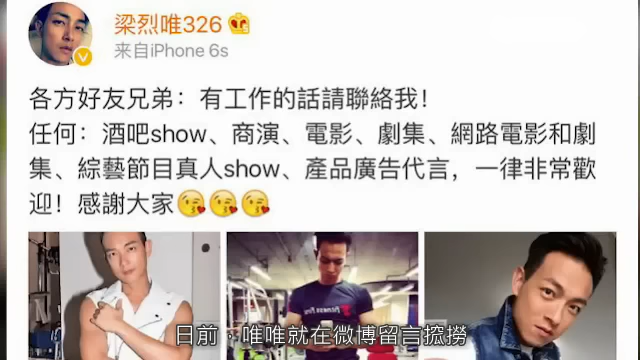 梁烈唯326
来自iPhone 6s
各方好友兄弟：有工作的話請聯絡我！
任何：酒吧show、商演、電影、劇集、網路電影和劇
集、綜藝節目真人show、產品廣告代言，一律非常歡
迎！感謝大家
Fitness First
日前，唯唯就在微博留言搲撈